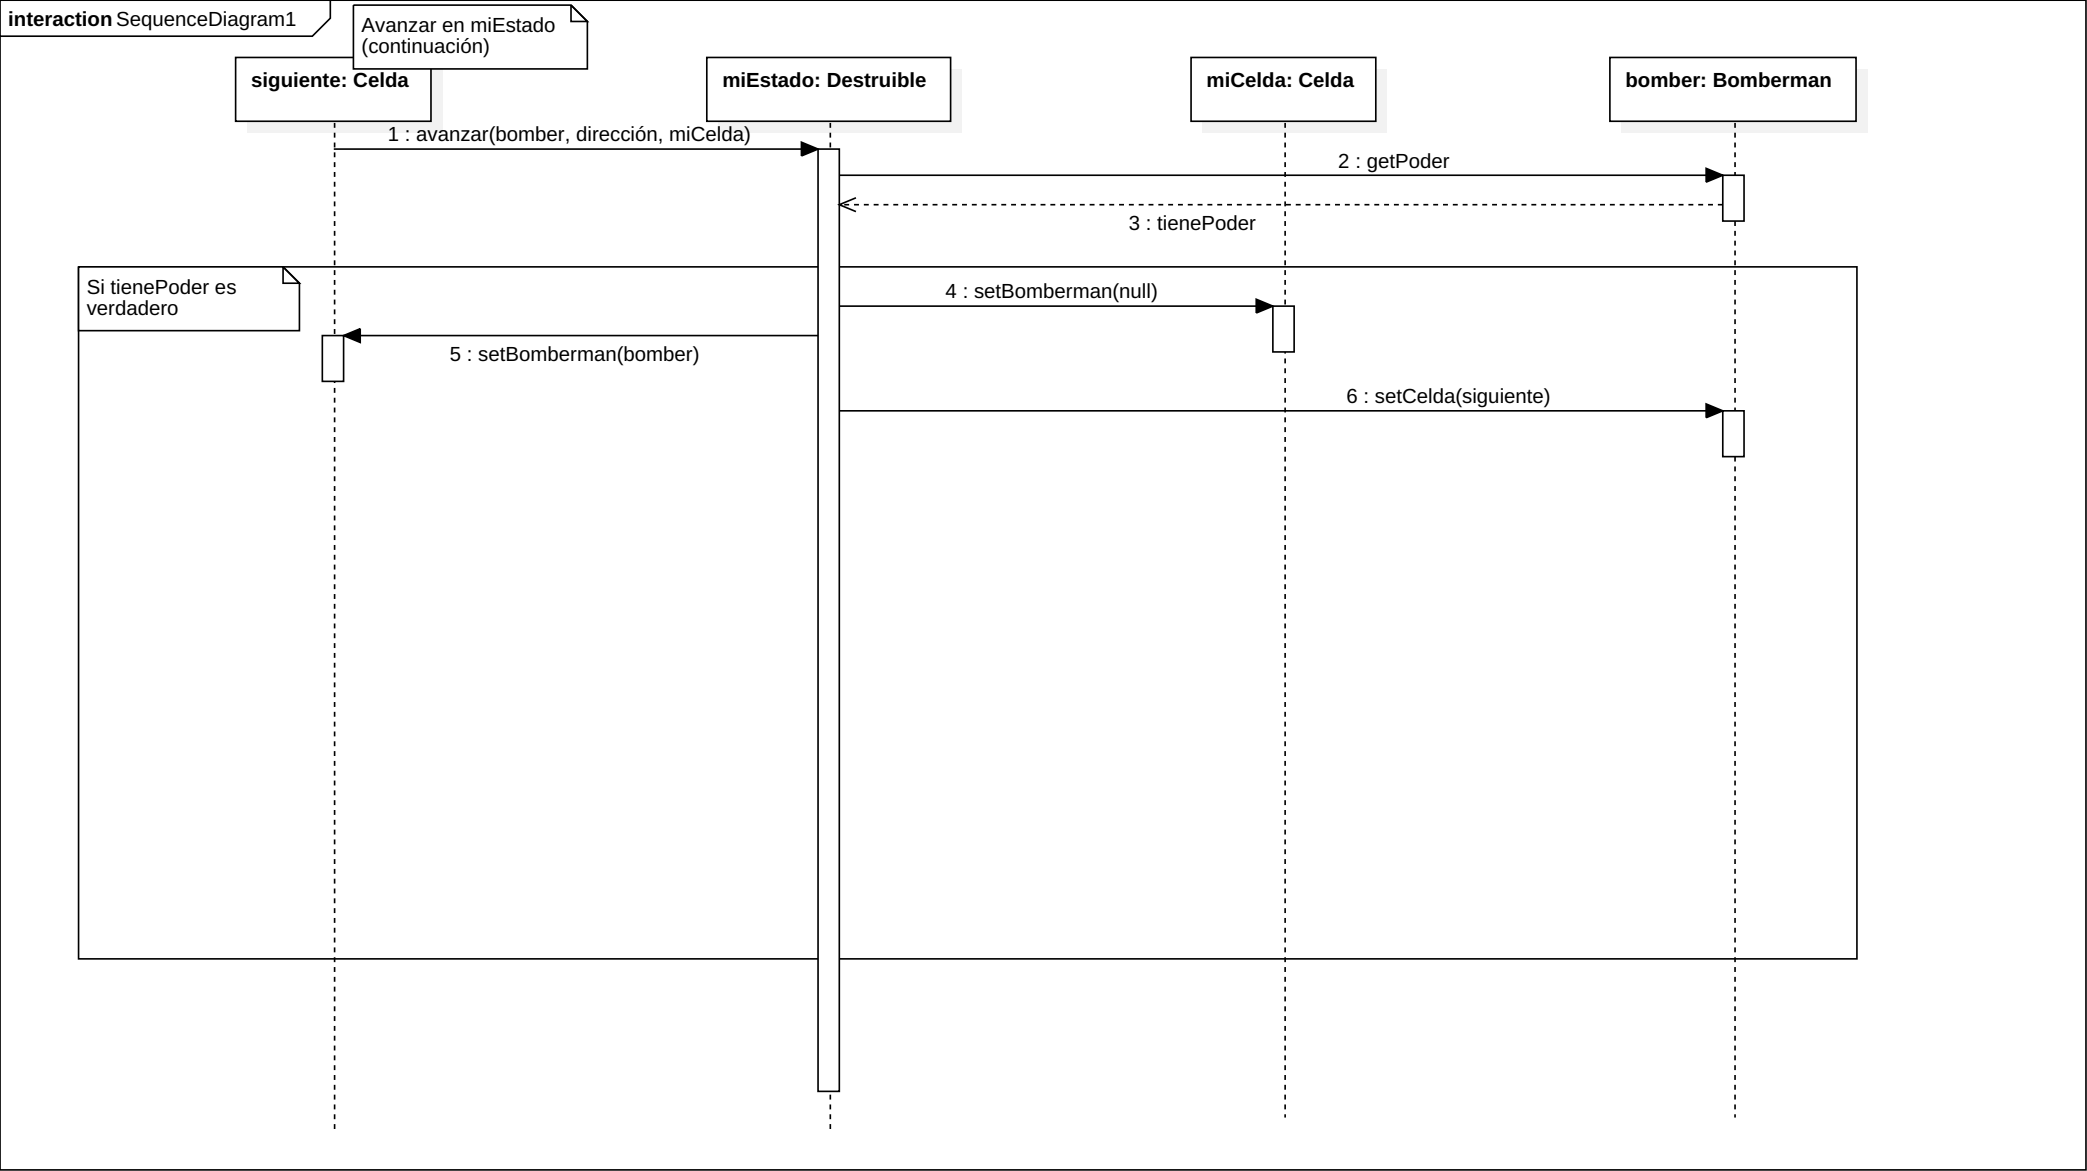 interaction SequenceDiagram1
Avanzar en miEstado
(continuación)
siguiente: Celda
miEstado: Destruible
miCelda: Celda
bomber: Bomberman
1 : avanzar(bomber, dirección, miCelda)
2 : getPoder
3 : tienePoder
Si tienePoder es
verdadero
4 : setBomberman(null)
5 : setBomberman(bomber)
6 : setCelda(siguiente)